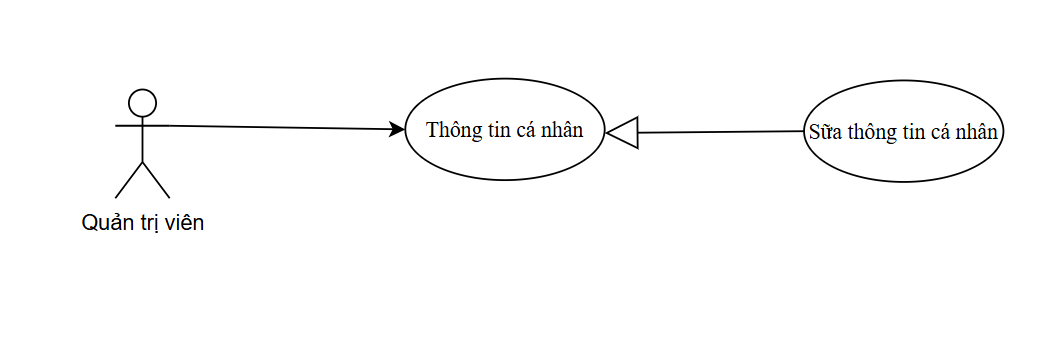 Thông tin cá nhân
Sữa thông tin cá nhân
Quản trị viên